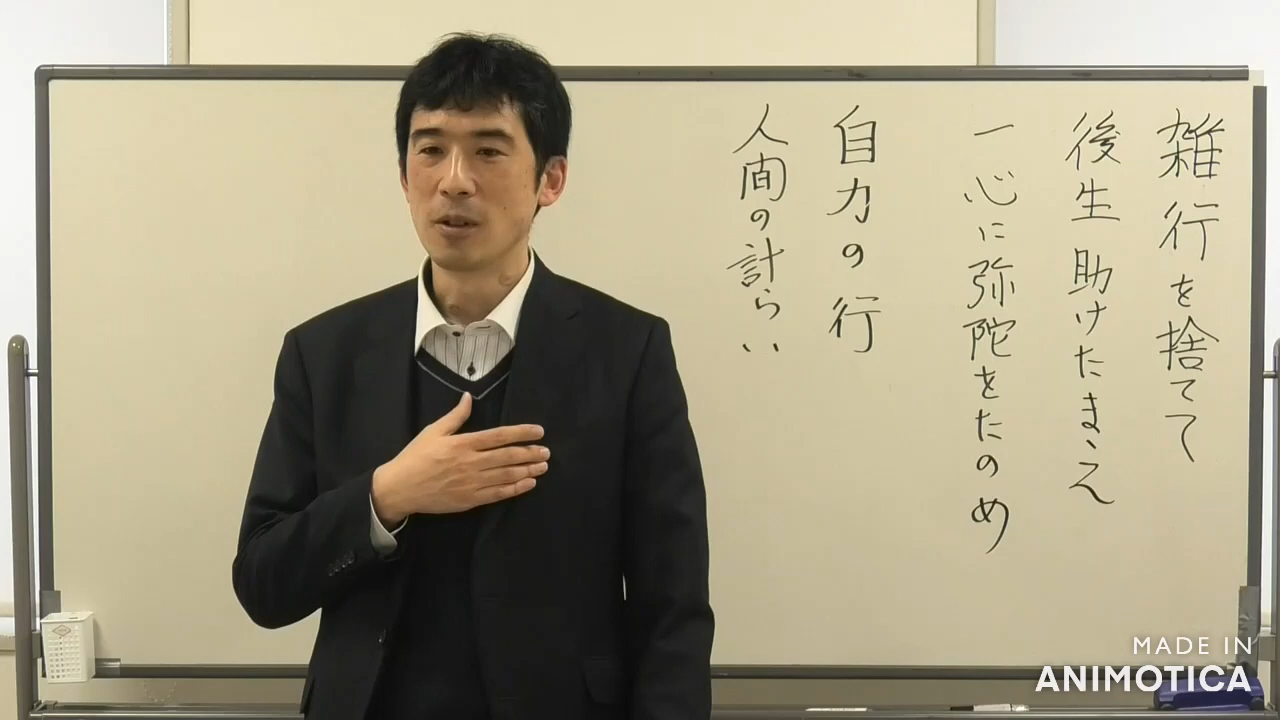 雑行を捨てて
後生助けたまえ
一心に弥陀をたのめ
自力の行
人間の計らい
MADE IN
ANIMOTICA